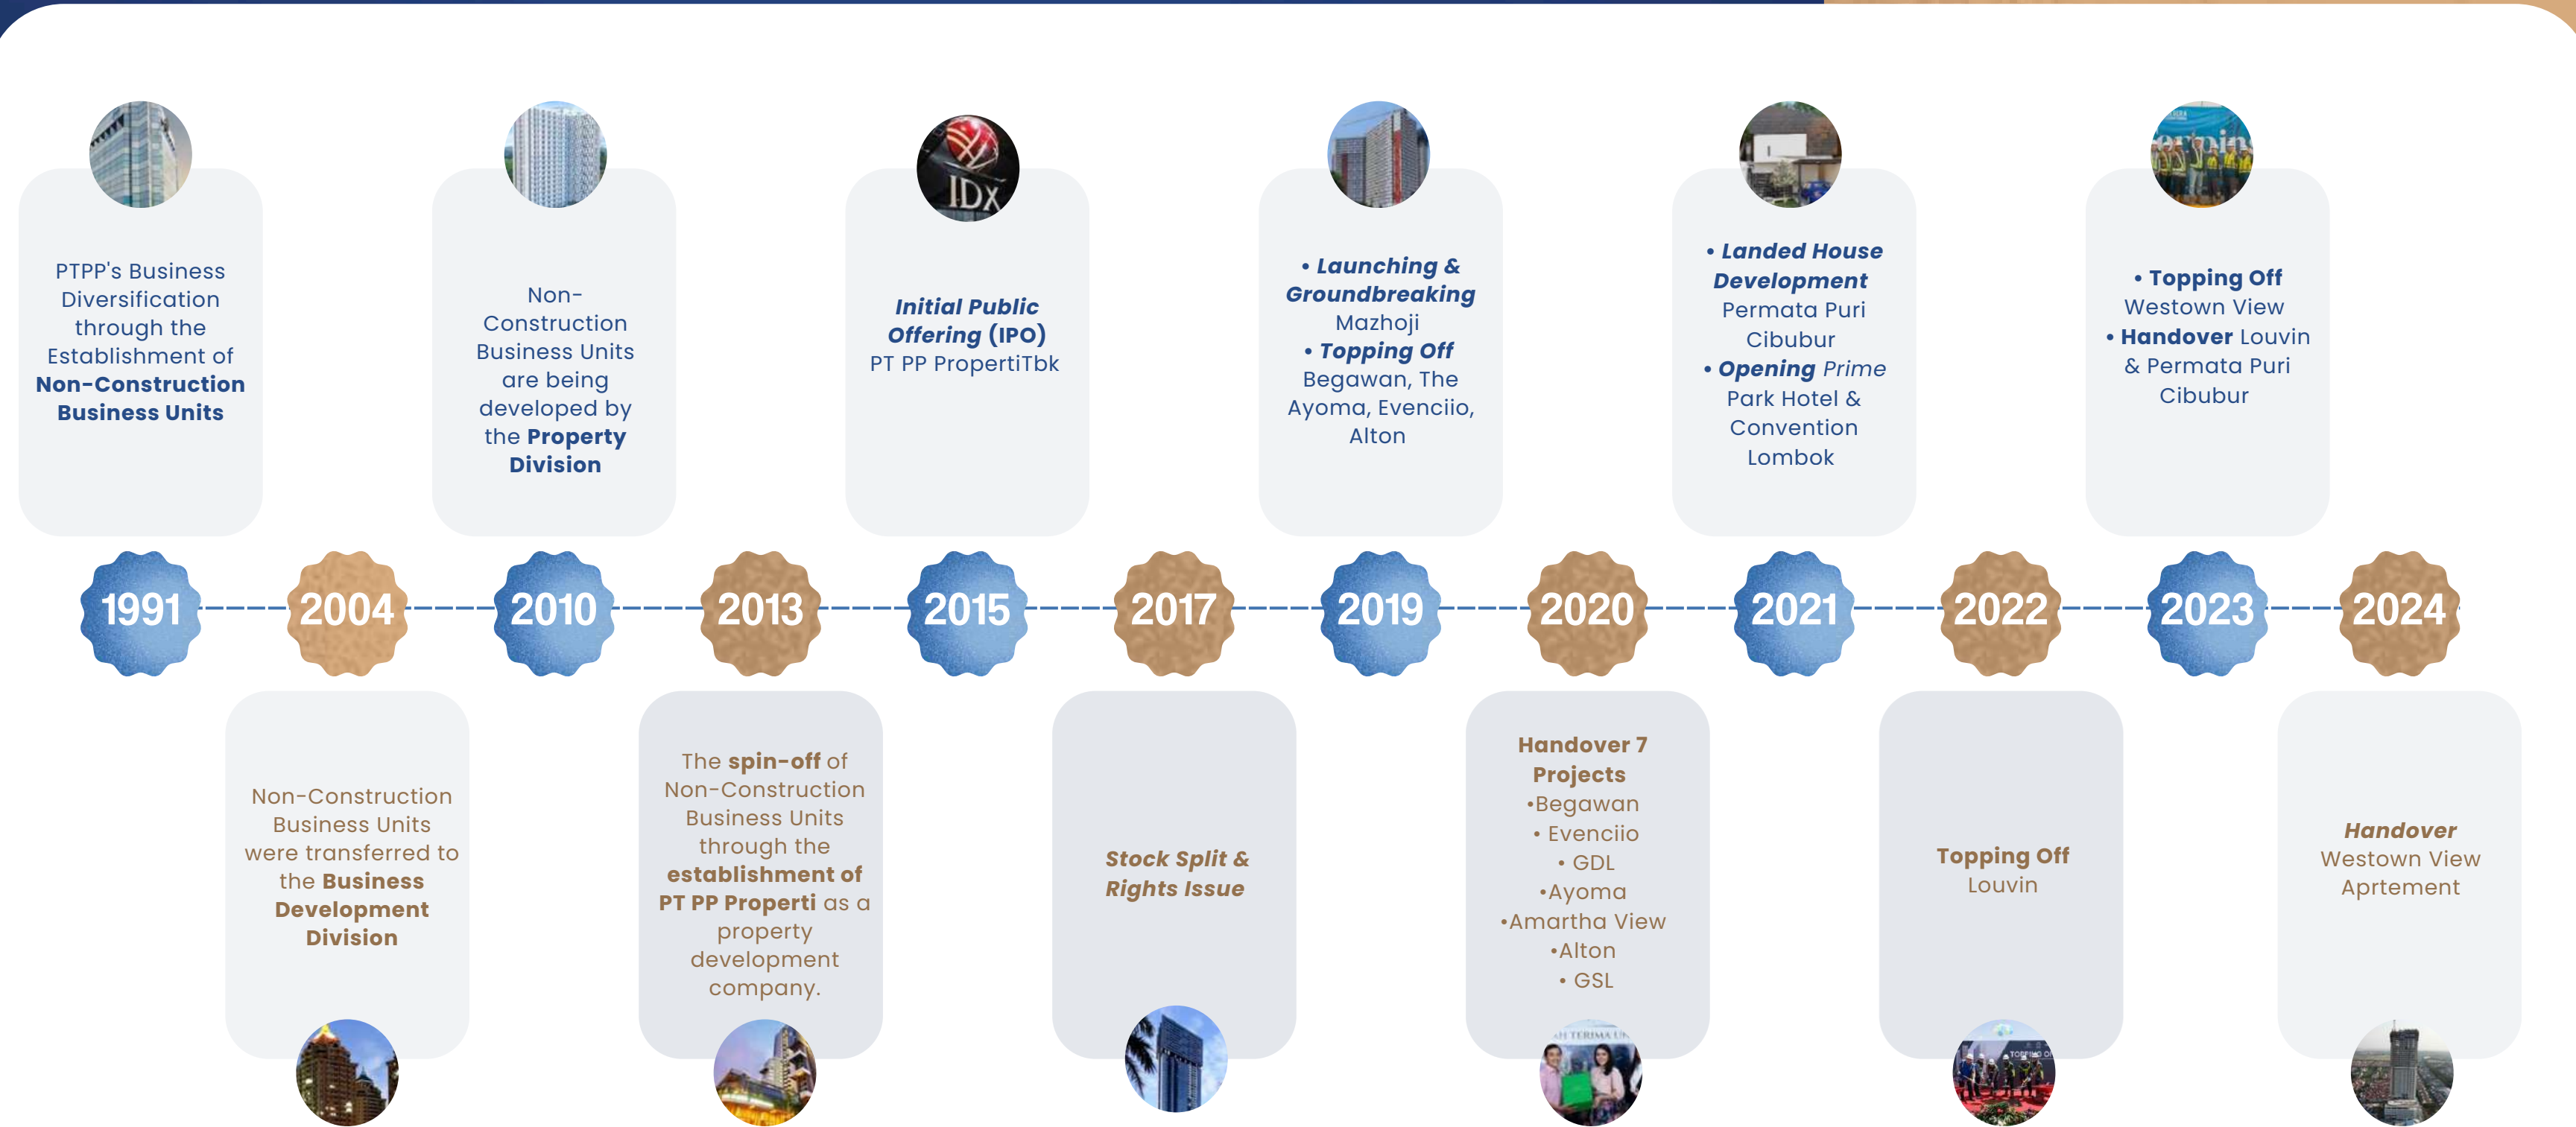 PTPP's Business
Diversification
through the
Establishment of
Non-Construction
Business Units
Non-
Construction
Business Units
are being
developed by
the Property
Division
IDX
Initial Public
Offering (IPO)
PT PP PropertiTbk
• Launching &
Groundbreaking
Mazhoji
• Topping Off
Begawan, The
Ayoma, Evenciio,
Alton
• Landed House
Development
Permata Puri
Cibubur
• Opening Prime
Park Hotel &
Convention
Lombok
• Topping Off
Westown View
• Handover Louvin
& Permata Puri
Cibubur
1991
2004
2010
2013
2015
2017
2019
2020
2021
2022
2023
2024
Non-Construction
Business Units
were transferred to
the Business
Development
Division
The spin-off of
Non-Construction
Business Units
through the
establishment of
PT PP Properti as a
property
development
company.
Stock Split &
Rights Issue
Handover 7
Projects
•Begawan
• Evenciio
• GDL
•Ayoma
•Amartha View
•Alton
• GSL
TERIMA
Topping Off
Louvin
TOPPING
Handover
Westown View
Aprtement